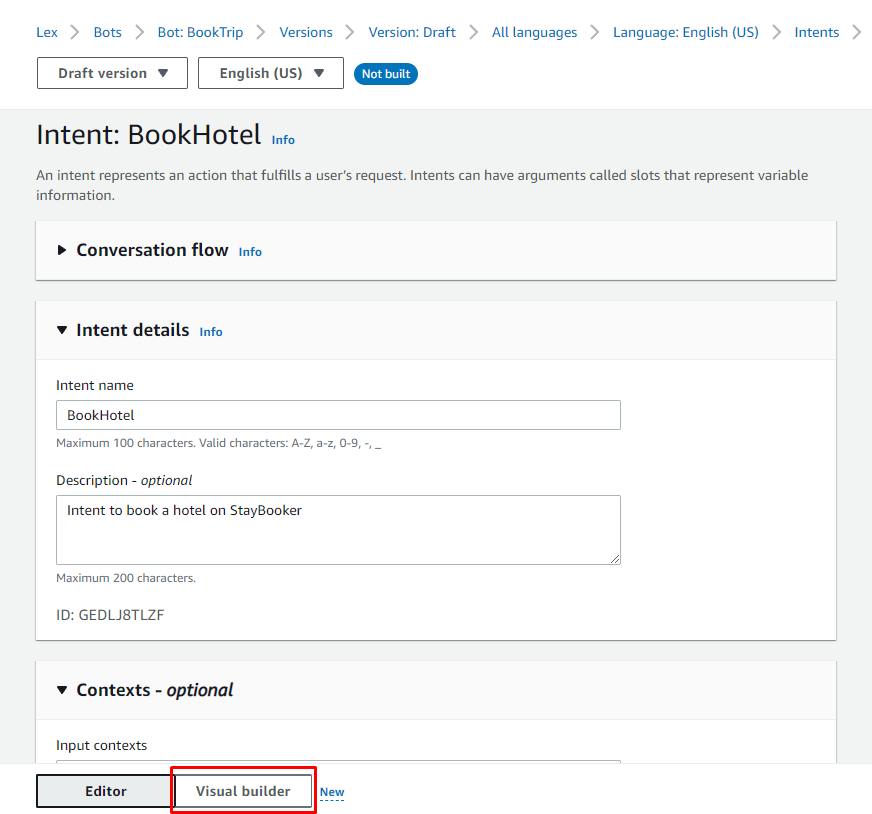 Lex Bots Bot: BookTrip Versions Version: Draft All languages Language: English (US) Intents
Draft version English (US) Not built
Intent: BookHotel Info
An intent represents an action that fulfills a user's request. Intents can have arguments called slots that represent variable
information.
Conversation flow Info
Intent details Info
Intent name
BookHotel
Maximum 100 characters. Valid characters: A-Z, a-z, 0-9, -, _
Description - optional
Intent to book a hotel on StayBooker
Maximum 200 characters.
ID: GEDLJ8TLZF
Contexts - optional
Input contexts
Editor Visual builder New